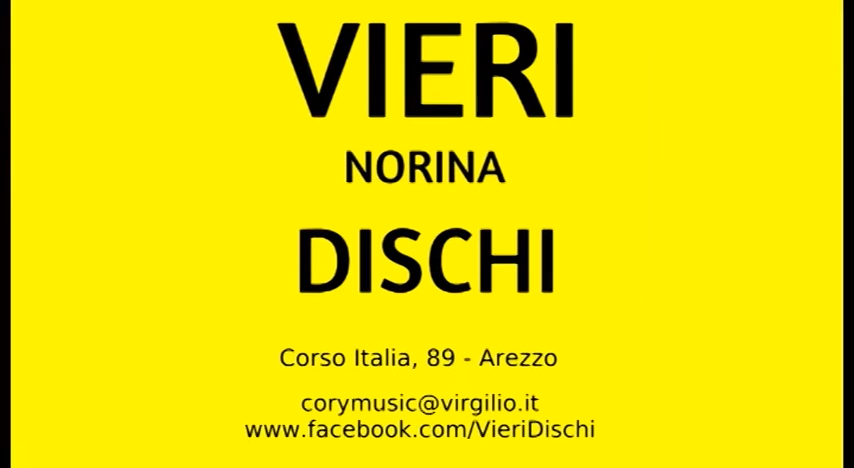 VIERI
NORINA
DISCHI
Corso Italia, 89 - Arezzo
corymusic@virgilio.it
www.facebook.com/VieriDischi